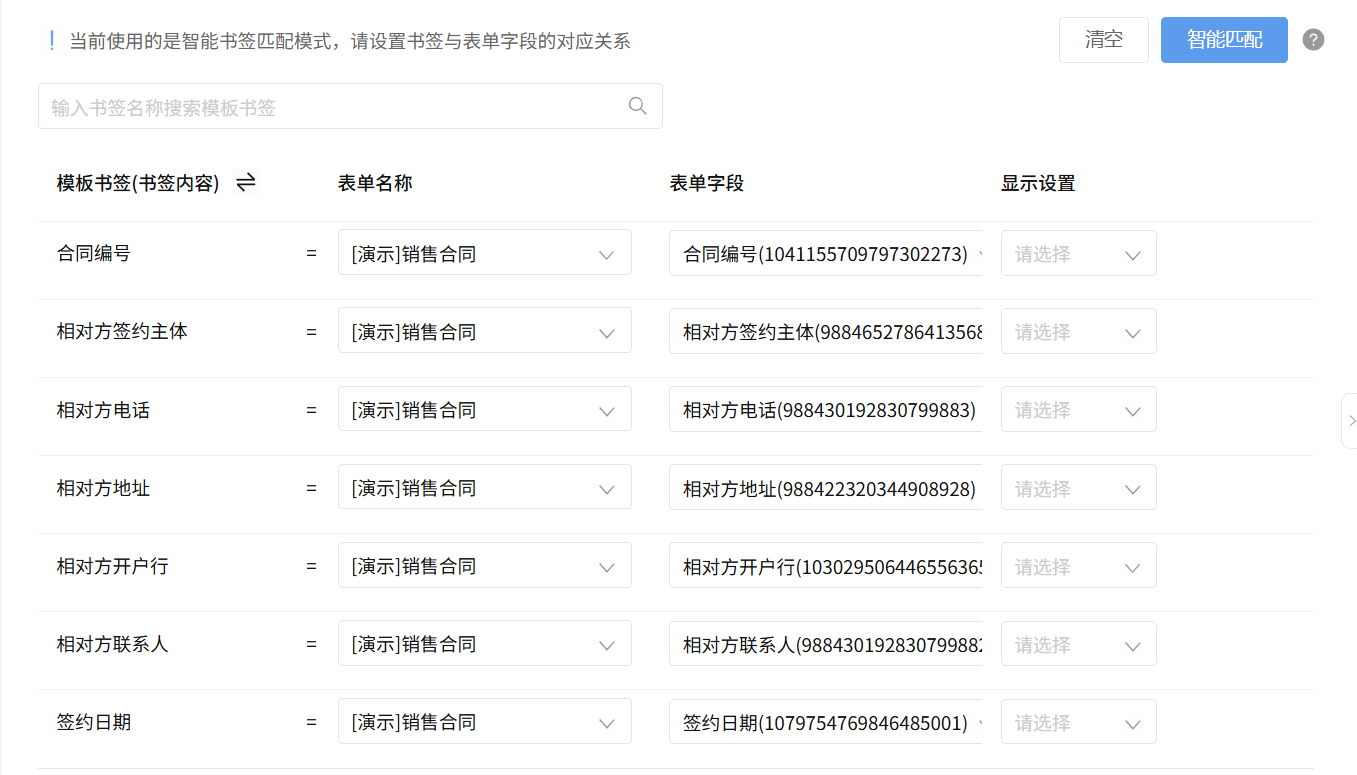 当前使用的是智能书签匹配模式，请设置书签与表单字段的对应关系 清空 智能匹配 ?
输入书签名称搜索模板书签
模板书签(书签内容) ⇌ 表单名称 表单字段 显示设置
合同编号 = [演示]销售合同 合同编号(1041155709797302273) 请选择
相对方签约主体 = [演示]销售合同 相对方签约主体(9884652786413568 请选择
相对方电话 = [演示]销售合同 相对方电话(988430192830799883) 请选择
相对方地址 = [演示]销售合同 相对方地址(988422320344908928) 请选择
相对方开户行 = [演示]销售合同 相对方开户行(103029506446556365 请选择
相对方联系人 = [演示]销售合同 相对方联系人(988430192830799882 请选择
签约日期 = [演示]销售合同 签约日期(1079754769846485001) 请选择